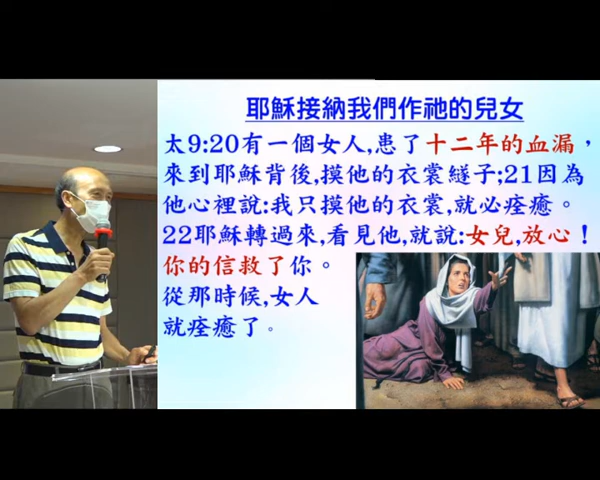 耶穌接納我們作祂的兒女
太9:20有一個女人,患了十二年的血漏，
來到耶穌背後,摸他的衣裳繸子;21因為
他心裡說:我只摸他的衣裳,就必痊癒。
22耶穌轉過來,看見他,就說:女兒,放心！
你的信救了你。
從那時候,女人
就痊癒了。